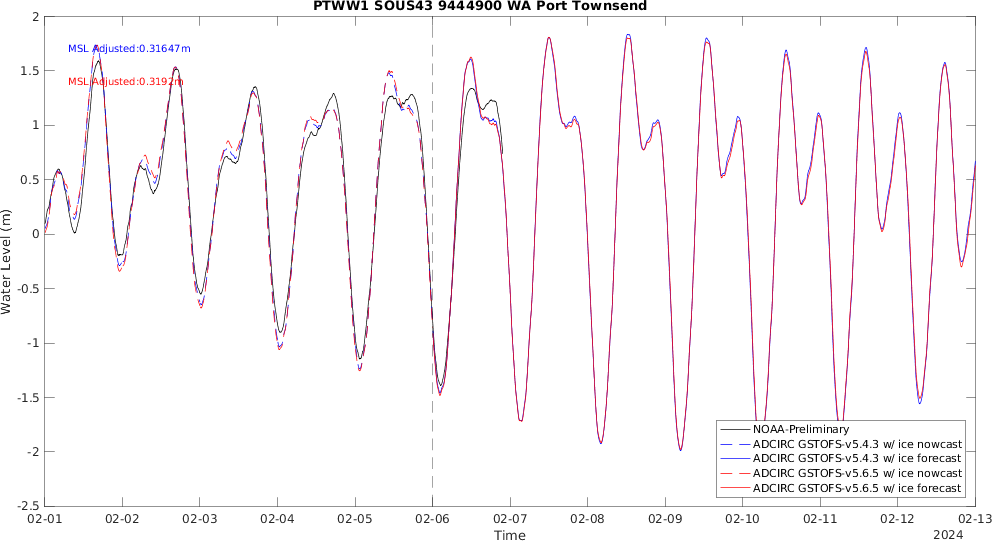 PTWW1 SOUS43 9444900 WA Port Townsend
MSL Adjusted:0.31647m
MSL Adjusted:0.3192m
Water Level (m)
2
1.5
1
0.5
0
-0.5
-1
-1.5
-2
-2.5
NOAA-Preliminary
ADCIRC GSTOFS-v5.4.3 w/ ice nowcast
ADCIRC GSTOFS-v5.4.3 w/ ice forecast
ADCIRC GSTOFS-v5.6.5 w/ ice nowcast
ADCIRC GSTOFS-v5.6.5 w/ ice forecast
02-01 02-02 02-03 02-04 02-05 02-06 02-07 02-08 02-09 02-10 02-11 02-12 02-13
Time
2024